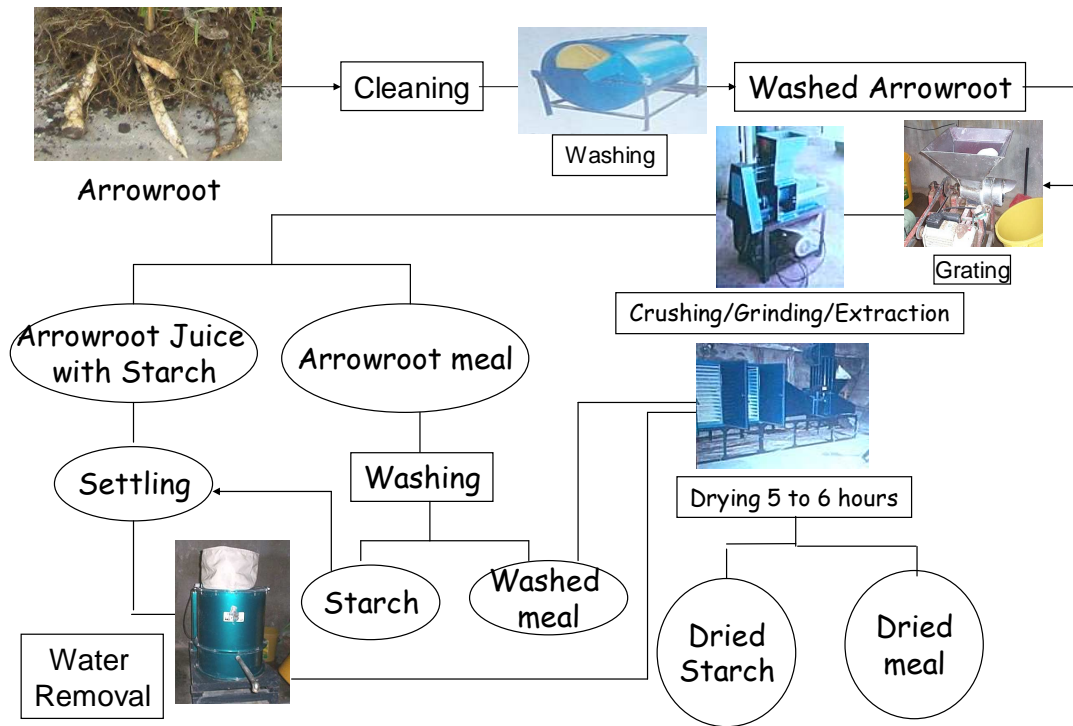 Cleaning
Washed Arrowroot
Washing
Arrowroot
Grating
Crushing/Grinding/Extraction
Arrowroot Juice
with Starch
Arrowroot meal
Settling
Washing
Drying 5 to 6 hours
Starch
Washed
meal
Dried
Starch
Dried
meal
Water
Removal